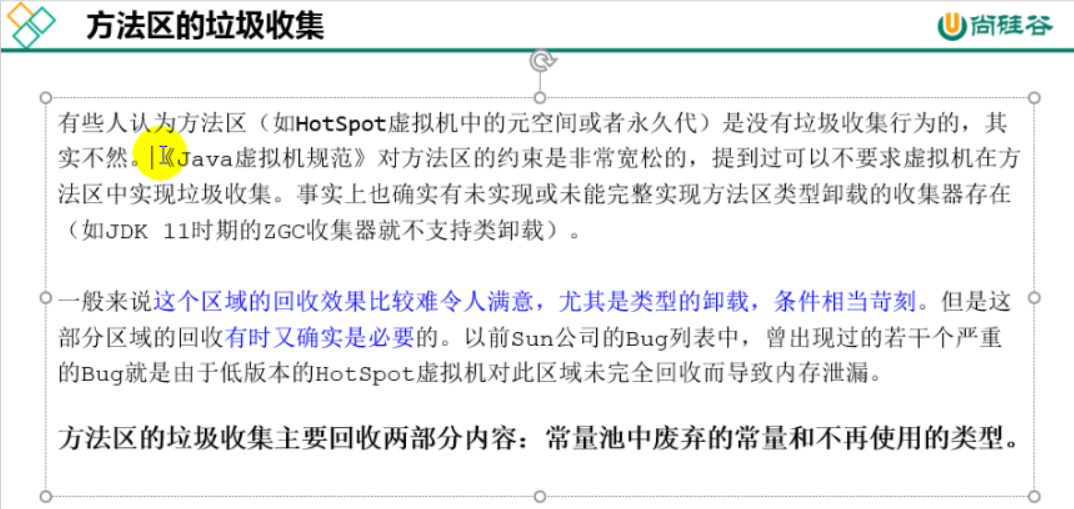 方法区的垃圾收集
尚硅谷
有些人认为方法区（如HotSpot虚拟机中的元空间或者永久代）是没有垃圾收集行为的，其
实不然。《Java虚拟机规范》对方法区的约束是非常宽松的，提到过可以不要求虚拟机在方
法区中实现垃圾收集。事实上也确实有未实现或未能完整实现方法区类型卸载的收集器存在
（如JDK 11时期的ZGC收集器就不支持类卸载）。
一般来说这个区域的回收效果比较难令人满意，尤其是类型的卸载，条件相当苛刻。但是这
部分区域的回收有时又确实是必要的。以前Sun公司的Bug列表中，曾出现过的若干个严重
的Bug就是由于低版本的HotSpot虚拟机对此区域未完全回收而导致内存泄漏。
方法区的垃圾收集主要回收两部分内容：常量池中废弃的常量和不再使用的类型。